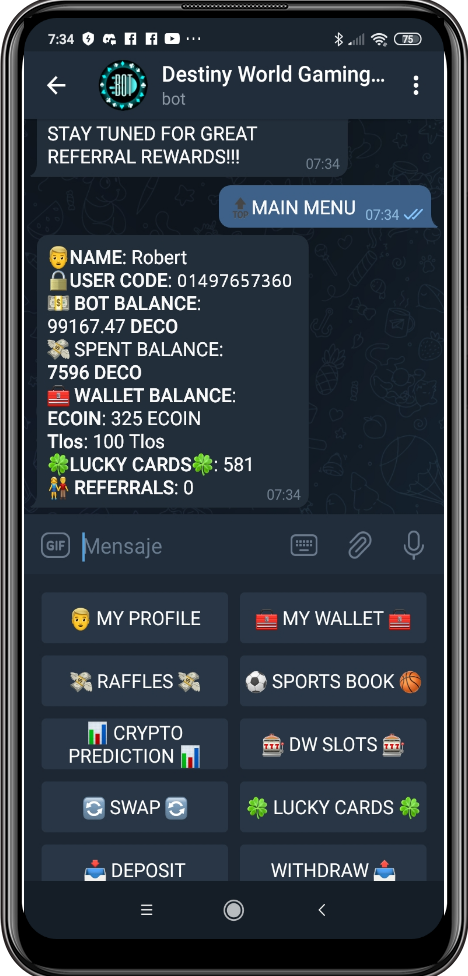 7:34 75
Destiny World Gaming...
bot
STAY TUNED FOR GREAT
REFERRAL REWARDS!!!
07:34
TOP MAIN MENU 07:34
NAME: Robert
USER CODE: 01497657360
BOT BALANCE:
99167.47 DECO
SPENT BALANCE:
7596 DECO
WALLET BALANCE:
ECOIN: 325 ECOIN
Tlos: 100 Tlos
LUCKY CARDS: 581
REFERRALS: 0
07:34
GIF Mensaje
MY PROFILE
MY WALLET
RAFFLES
SPORTS BOOK
CRYPTO
PREDICTION
DW SLOTS
SWAP
LUCKY CARDS
DEPOSIT
WITHDRAW